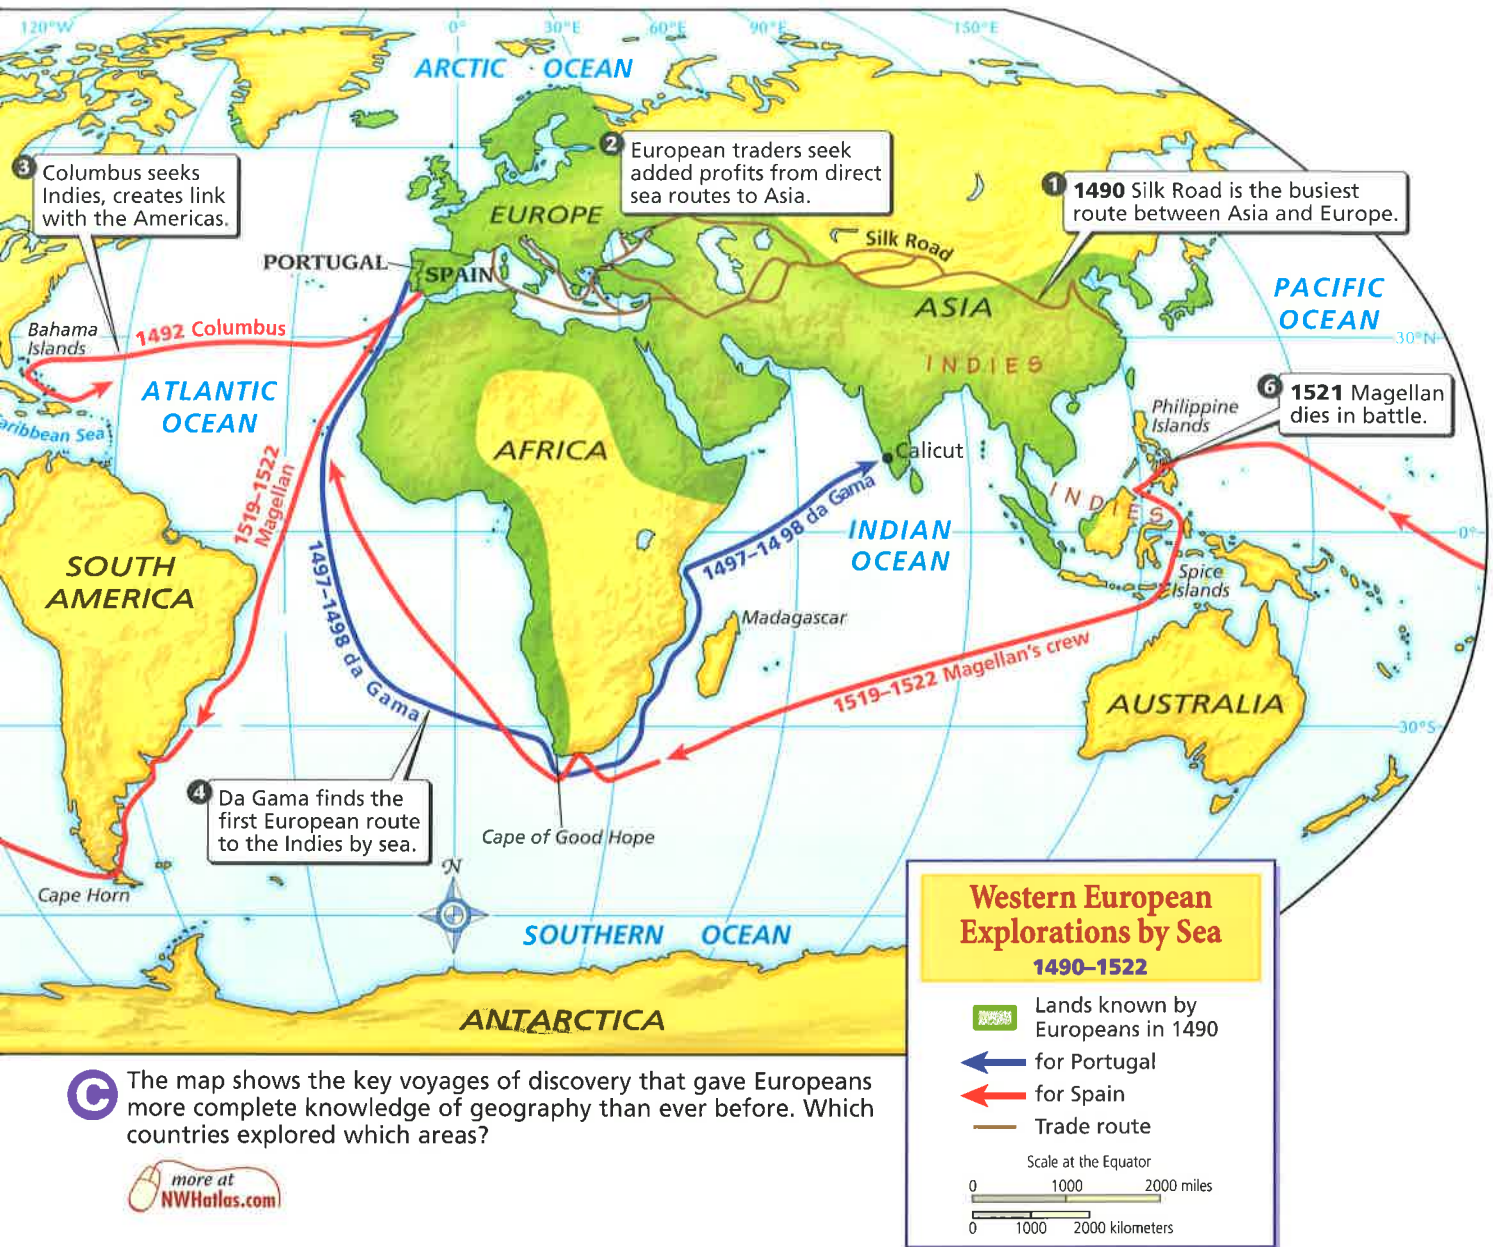 120°W
0°
30°E
60°E
90°E
150°E
ARCTIC OCEAN
3 Columbus seeks
Indies, creates link
with the Americas.
2 European traders seek
added profits from direct
sea routes to Asia.
1 1490 Silk Road is the busiest
route between Asia and Europe.
EUROPE
Silk Road
PORTUGAL
SPAIN
ASIA
PACIFIC
OCEAN
30°N
Bahama
Islands
1492 Columbus
INDIES
ATLANTIC
OCEAN
6 1521 Magellan
dies in battle.
Philippine
Islands
aribbean Sea
AFRICA
Calicut
1519–1522
Magellan
1497–1498 da Gama
INDIAN
OCEAN
INDIES
0°
1497–1498 da Gama
SOUTH
AMERICA
Spice
Islands
Madagascar
1519–1522 Magellan's crew
AUSTRALIA
30°S
4 Da Gama finds the
first European route
to the Indies by sea.
Cape of Good Hope
N
Cape Horn
SOUTHERN OCEAN
ANTARCTICA
Western European
Explorations by Sea
1490–1522
Lands known by
Europeans in 1490
for Portugal
for Spain
Trade route
Scale at the Equator
0 1000 2000 miles
0 1000 2000 kilometers
C The map shows the key voyages of discovery that gave Europeans
more complete knowledge of geography than ever before. Which
countries explored which areas?
more at
NWHatlas.com